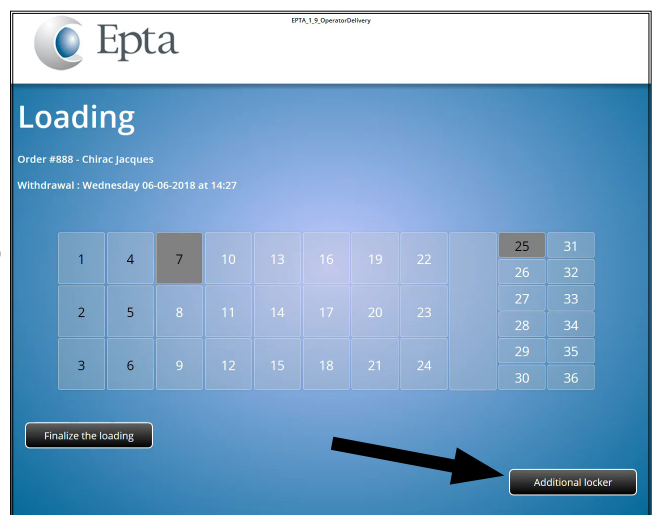 EPTA_1_9_OperatorDelivery
Epta
Loading
Order #888 - Chirac Jacques
Withdrawal : Wednesday 06-06-2018 at 14:27
1 4 7 10 13 16 19 22 25 31
26 32
2 5 8 11 14 17 20 23 27 33
28 34
3 6 9 12 15 18 21 24 29 35
30 36
Finalize the loading
Additional locker